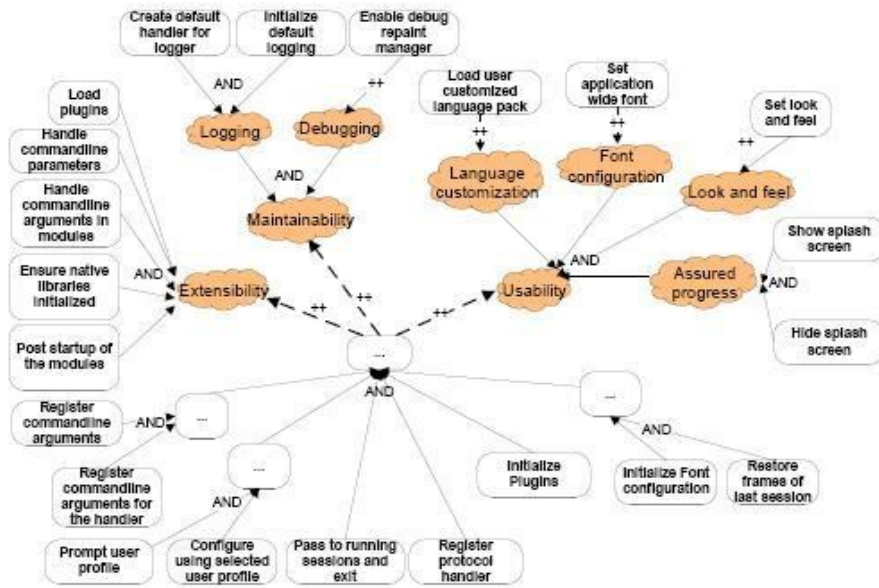 Create default
handler for
logger
Initialize
default
logging
Enable debug
repaint
manager
AND
++
Load user
customized
language pack
Set
application
wide font
Set look
and feel
++
++
++
Load
plugins
Handle
commandline
parameters
Handle
commandline
arguments in
modules
Ensure native
libraries
initialized
Post startup of
the modules
Logging
Debugging
AND
Maintainability
Language
customization
Font
configuration
Look and feel
AND
Extensibility
AND
Usability
Assured
progress
Show splash
screen
AND
Hide splash
screen
++
++
++
...
AND
Register
commandline
arguments
AND
...
Register
commandline
arguments for
the handler
...
AND
Prompt user
profile
Configure
using selected
user profile
Pass to running
sessions and
exit
Register
protocol
handler
Initialize
Plugins
...
AND
Initialize Font
configuration
Restore
frames of
last session